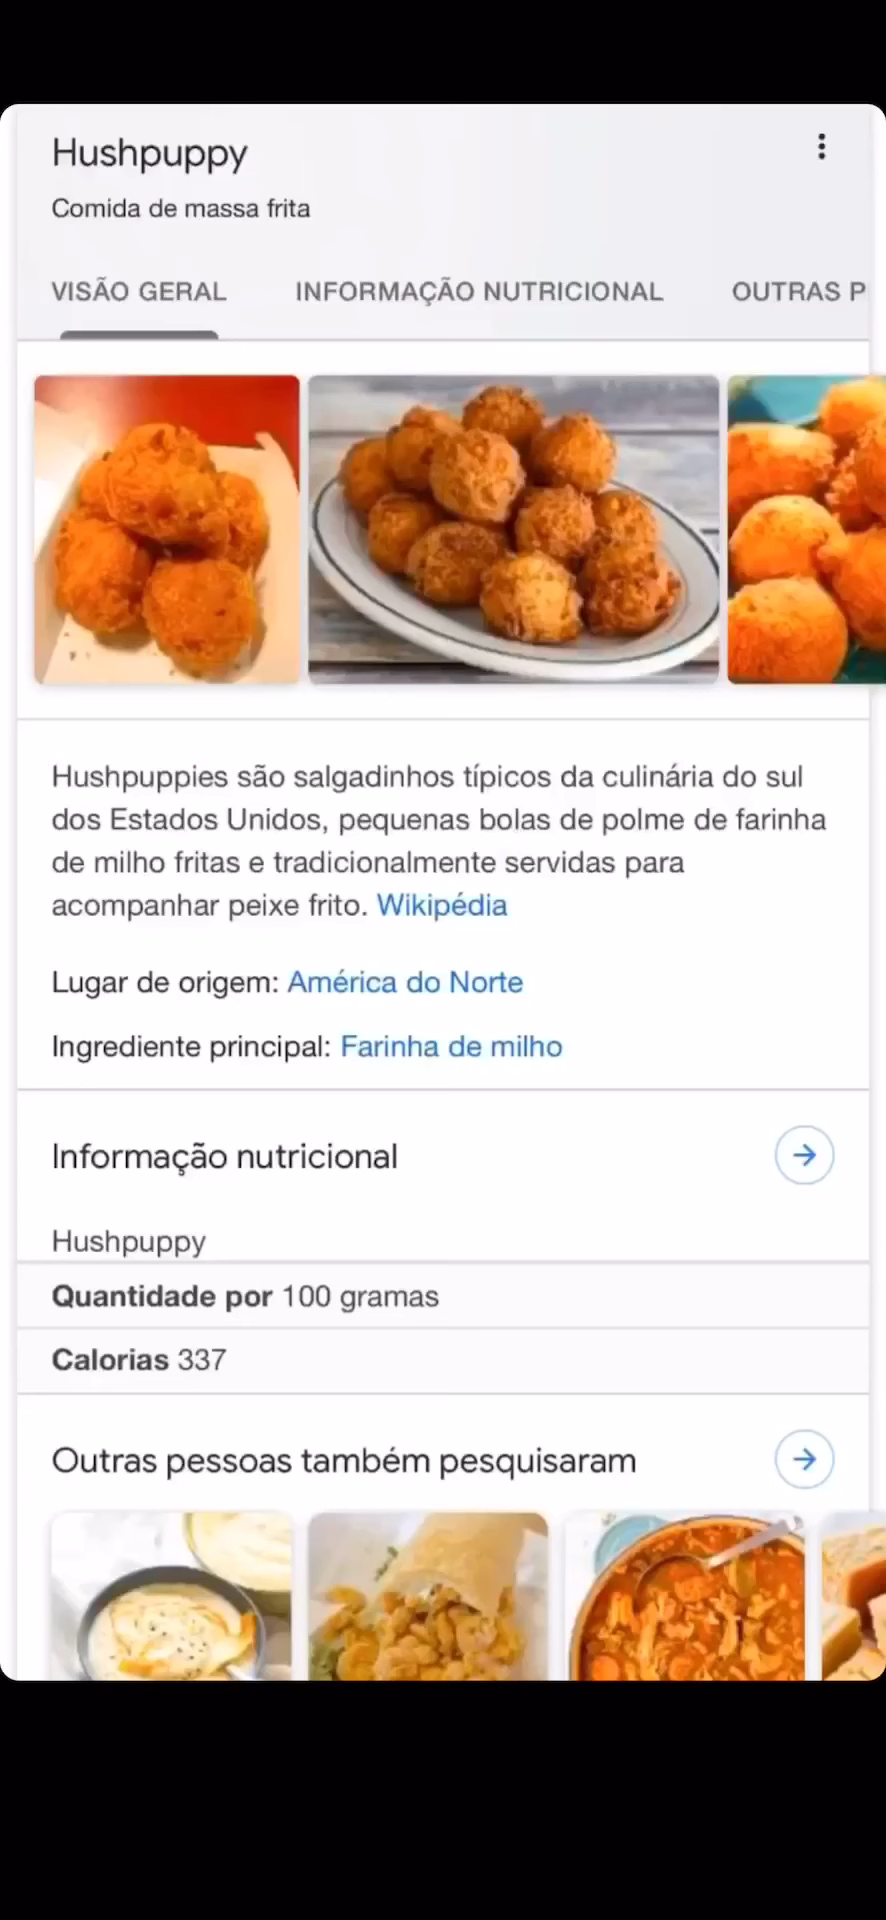 Hushpuppy
Comida de massa frita
VISÃO GERAL INFORMAÇÃO NUTRICIONAL OUTRAS P
Hushpuppies são salgadinhos típicos da culinária do sul
dos Estados Unidos, pequenas bolas de polme de farinha
de milho fritas e tradicionalmente servidas para
acompanhar peixe frito. Wikipédia
Lugar de origem: América do Norte
Ingrediente principal: Farinha de milho
Informação nutricional
Hushpuppy
Quantidade por 100 gramas
Calorias 337
Outras pessoas também pesquisaram